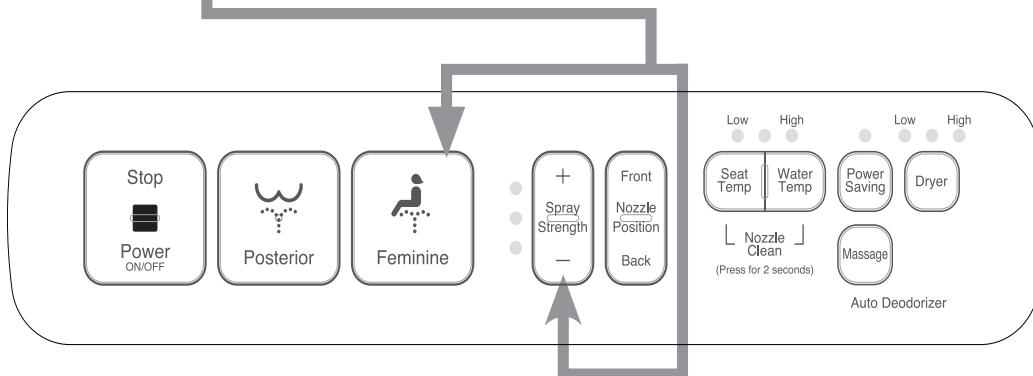 Stop
Power
ON/OFF
Posterior
Feminine
+
Spray
Strength
–
Front
Nozzle
Position
Back
Low High
Seat
Temp
Water
Temp
Nozzle
Clean
(Press for 2 seconds)
Power
Saving
Low High
Dryer
Massage
Auto Deodorizer